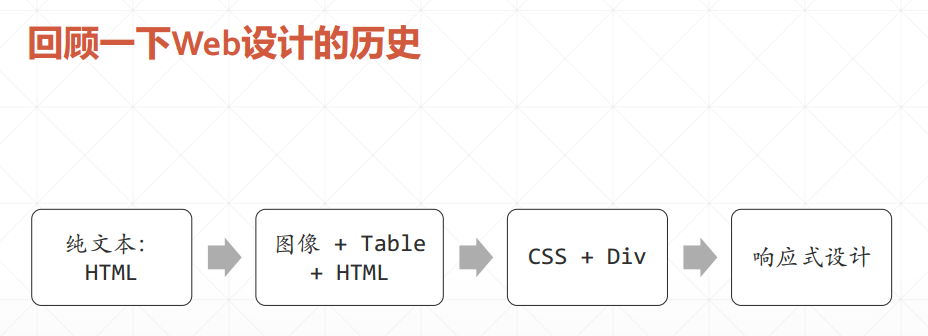 回顾一下Web设计的历史
纯文本:
HTML
图像 + Table
+ HTML
CSS + Div
响应式设计